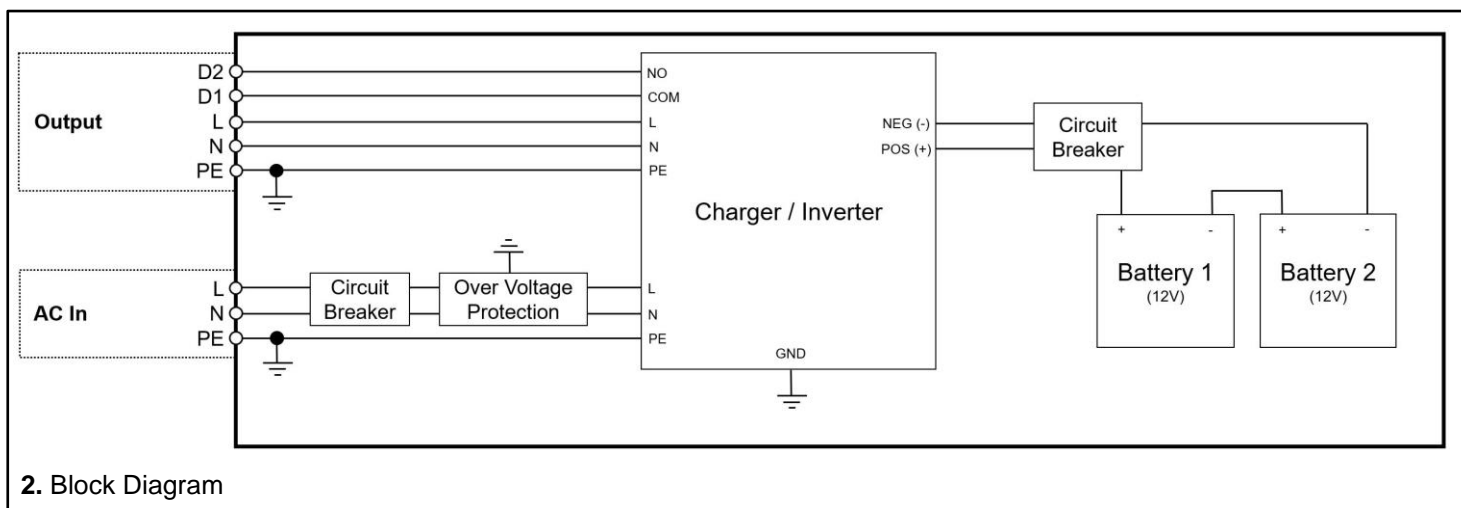 Output
D2
D1
L
N
PE
AC In
L
N
PE
Circuit
Breaker
Over Voltage
Protection
NO
COM
L
N
PE
L
N
PE
Charger / Inverter
GND
NEG (-)
POS (+)
Circuit
Breaker
+ -
Battery 1
(12V)
+ -
Battery 2
(12V)
2. Block Diagram